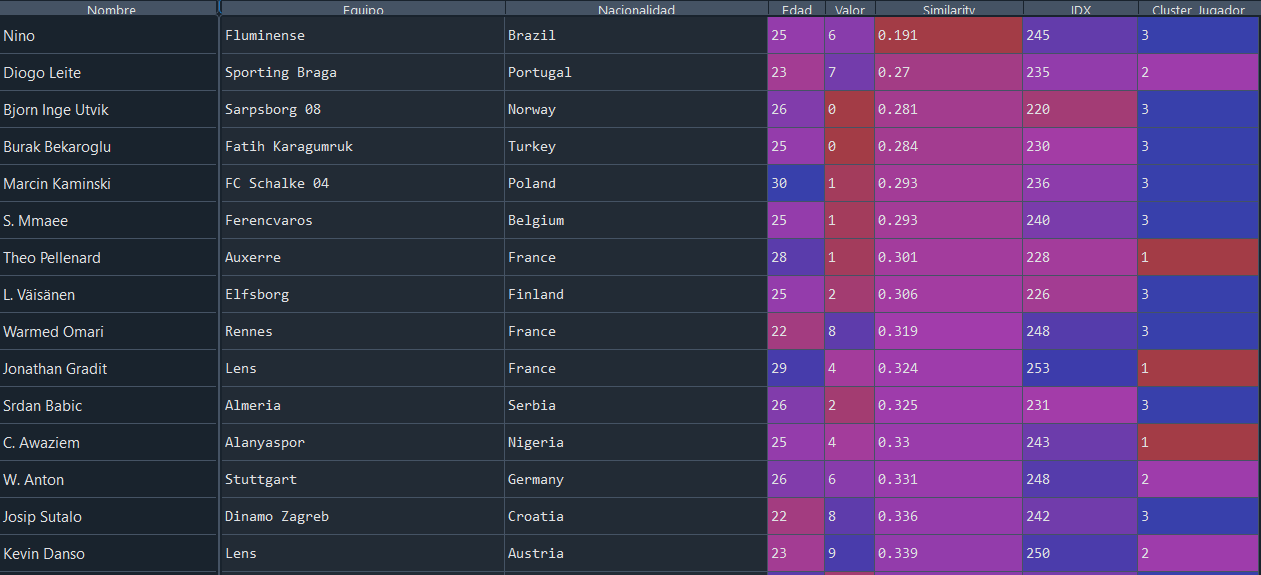 Nombre Equipo Nacionalidad Edad Valor Similarity IDX Cluster Jugador
Nino Fluminense Brazil 25 6 0.191 245 3
Diogo Leite Sporting Braga Portugal 23 7 0.27 235 2
Bjorn Inge Utvik Sarpsborg 08 Norway 26 0 0.281 220 3
Burak Bekaroglu Fatih Karagumruk Turkey 25 0 0.284 230 3
Marcin Kaminski FC Schalke 04 Poland 30 1 0.293 236 3
S. Mmaee Ferencvaros Belgium 25 1 0.293 240 3
Theo Pellenard Auxerre France 28 1 0.301 228 1
L. Väisänen Elfsborg Finland 25 2 0.306 226 3
Warmed Omari Rennes France 22 8 0.319 248 3
Jonathan Gradit Lens France 29 4 0.324 253 1
Srdan Babic Almeria Serbia 26 2 0.325 231 3
C. Awaziem Alanyaspor Nigeria 25 4 0.33 243 1
W. Anton Stuttgart Germany 26 6 0.331 248 2
Josip Sutalo Dinamo Zagreb Croatia 22 8 0.336 242 3
Kevin Danso Lens Austria 23 9 0.339 250 2